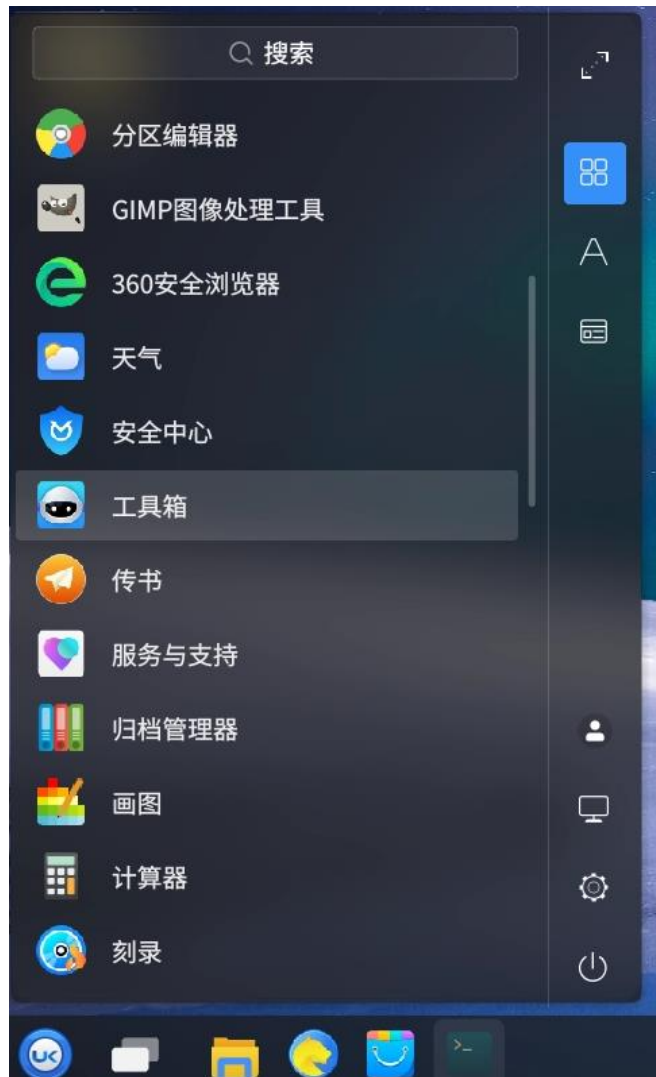 搜索
分区编辑器
GIMP图像处理工具
360安全浏览器
天气
安全中心
工具箱
传书
服务与支持
归档管理器
画图
计算器
刻录
A
UK
>_